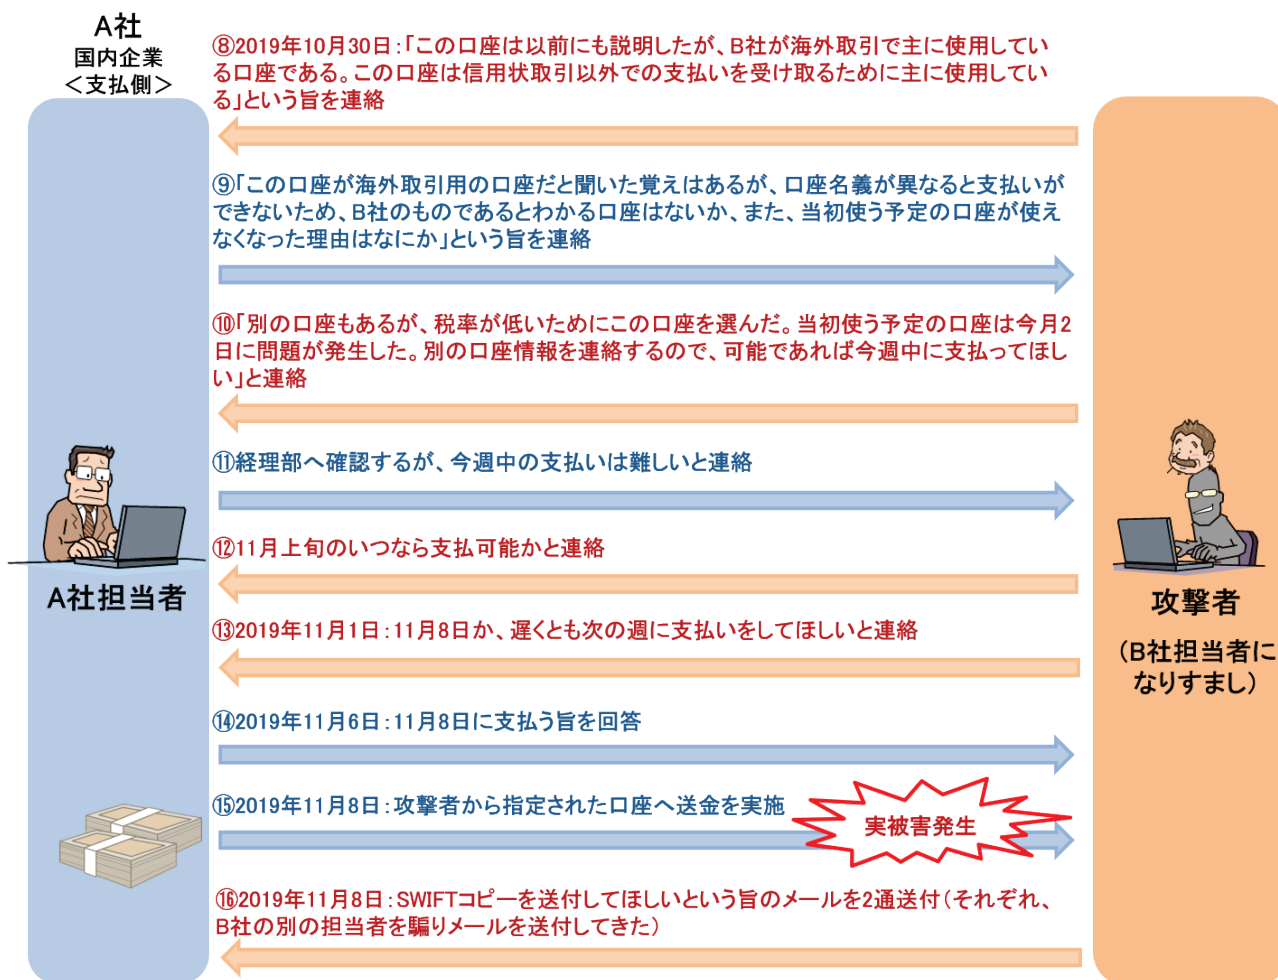 A社
国内企業
＜支払側＞
⑧2019年10月30日：「この口座は以前にも説明したが、B社が海外取引で主に使用してい
る口座である。この口座は信用状取引以外での支払いを受け取るために主に使用してい
る」という旨を連絡
⑨「この口座が海外取引用の口座だと聞いた覚えはあるが、口座名義が異なると支払いが
できないため、B社のものであるとわかる口座はないか、また、当初使う予定の口座が使え
なくなった理由はなにか」という旨を連絡
⑩「別の口座もあるが、税率が低いためにこの口座を選んだ。当初使う予定の口座は今月2
日に問題が発生した。別の口座情報を連絡するので、可能であれば今週中に支払ってほし
い」と連絡
⑪経理部へ確認するが、今週中の支払いは難しいと連絡
⑫11月上旬のいつなら支払可能かと連絡
A社担当者
攻撃者
（B社担当者に
なりすまし）
⑬2019年11月1日：11月8日か、遅くとも次の週に支払いをしてほしいと連絡
⑭2019年11月6日：11月8日に支払う旨を回答
⑮2019年11月8日：攻撃者から指定された口座へ送金を実施
実被害発生
⑯2019年11月8日：SWIFTコピーを送付してほしいという旨のメールを2通送付（それぞれ、
B社の別の担当者を騙りメールを送付してきた）